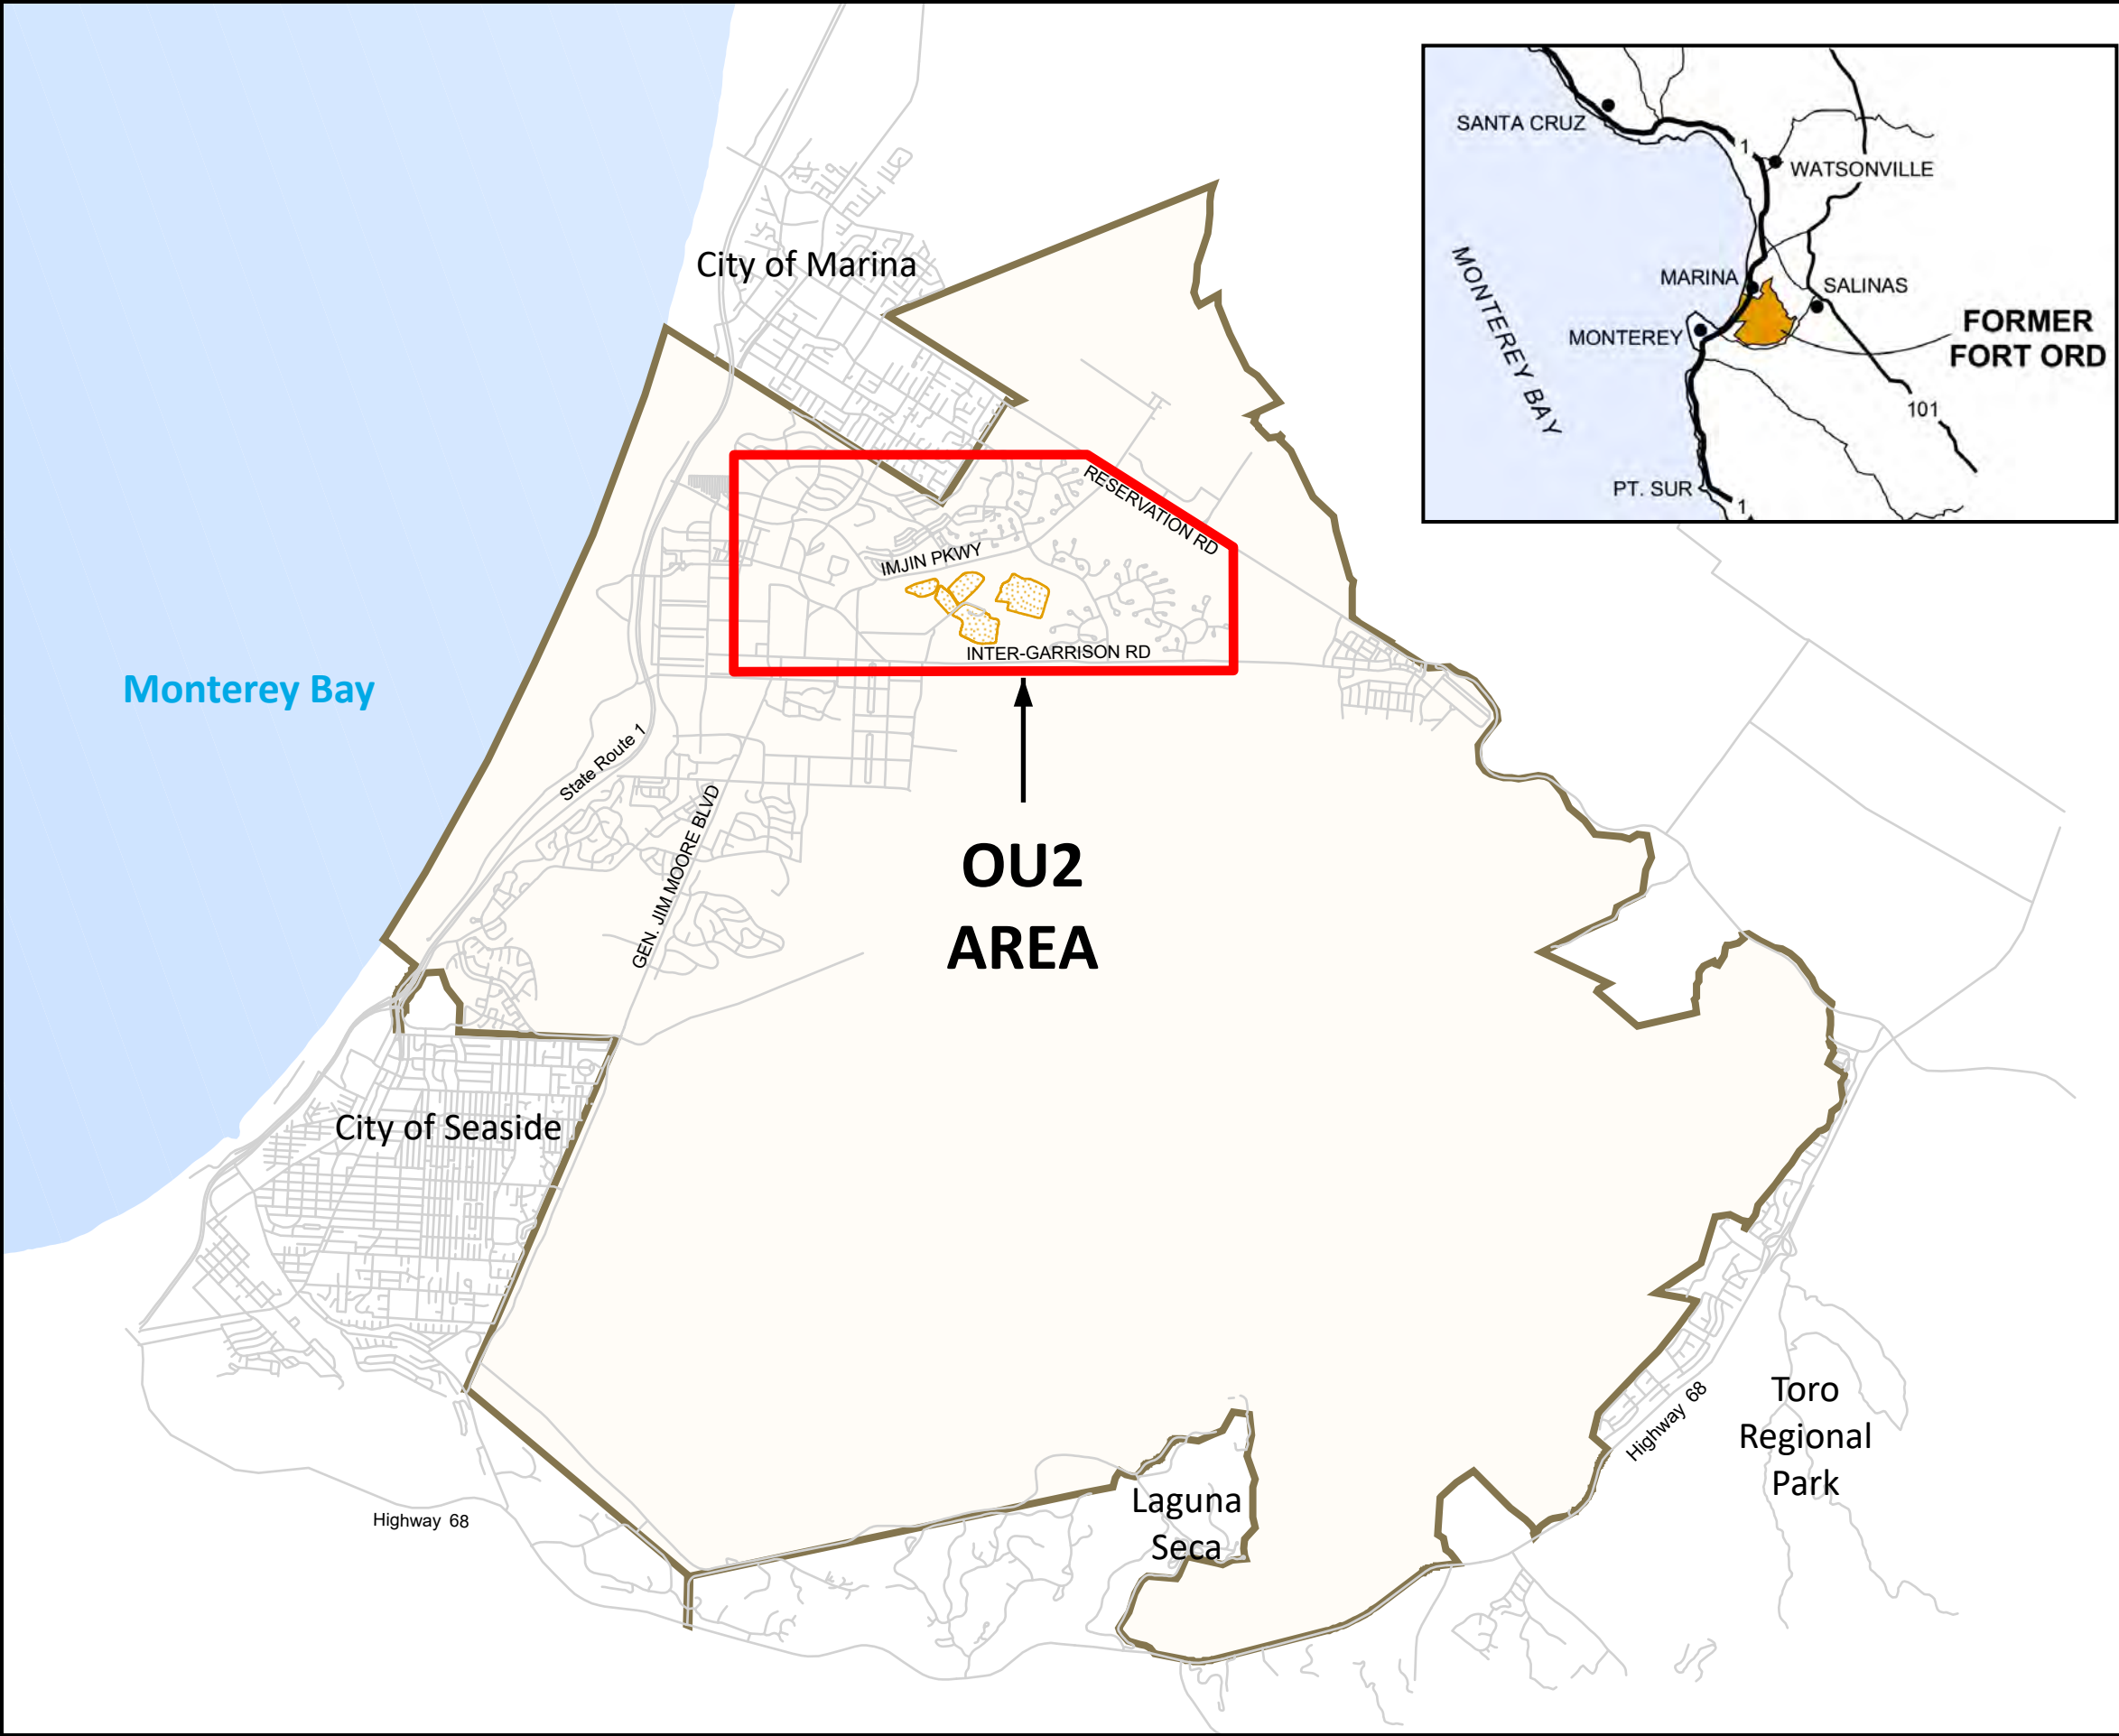 SANTA CRUZ
1
WATSONVILLE
MONTEREY BAY
MARINA
SALINAS
MONTEREY
FORMER
FORT ORD
101
PT. SUR
1
City of Marina
RESERVATION RD
IMJIN PKWY
INTER-GARRISON RD
Monterey Bay
State Route 1
GEN. JIM MOORE BLVD
OU2
AREA
City of Seaside
Toro
Regional
Park
Highway 68
Laguna
Seca
Highway 68